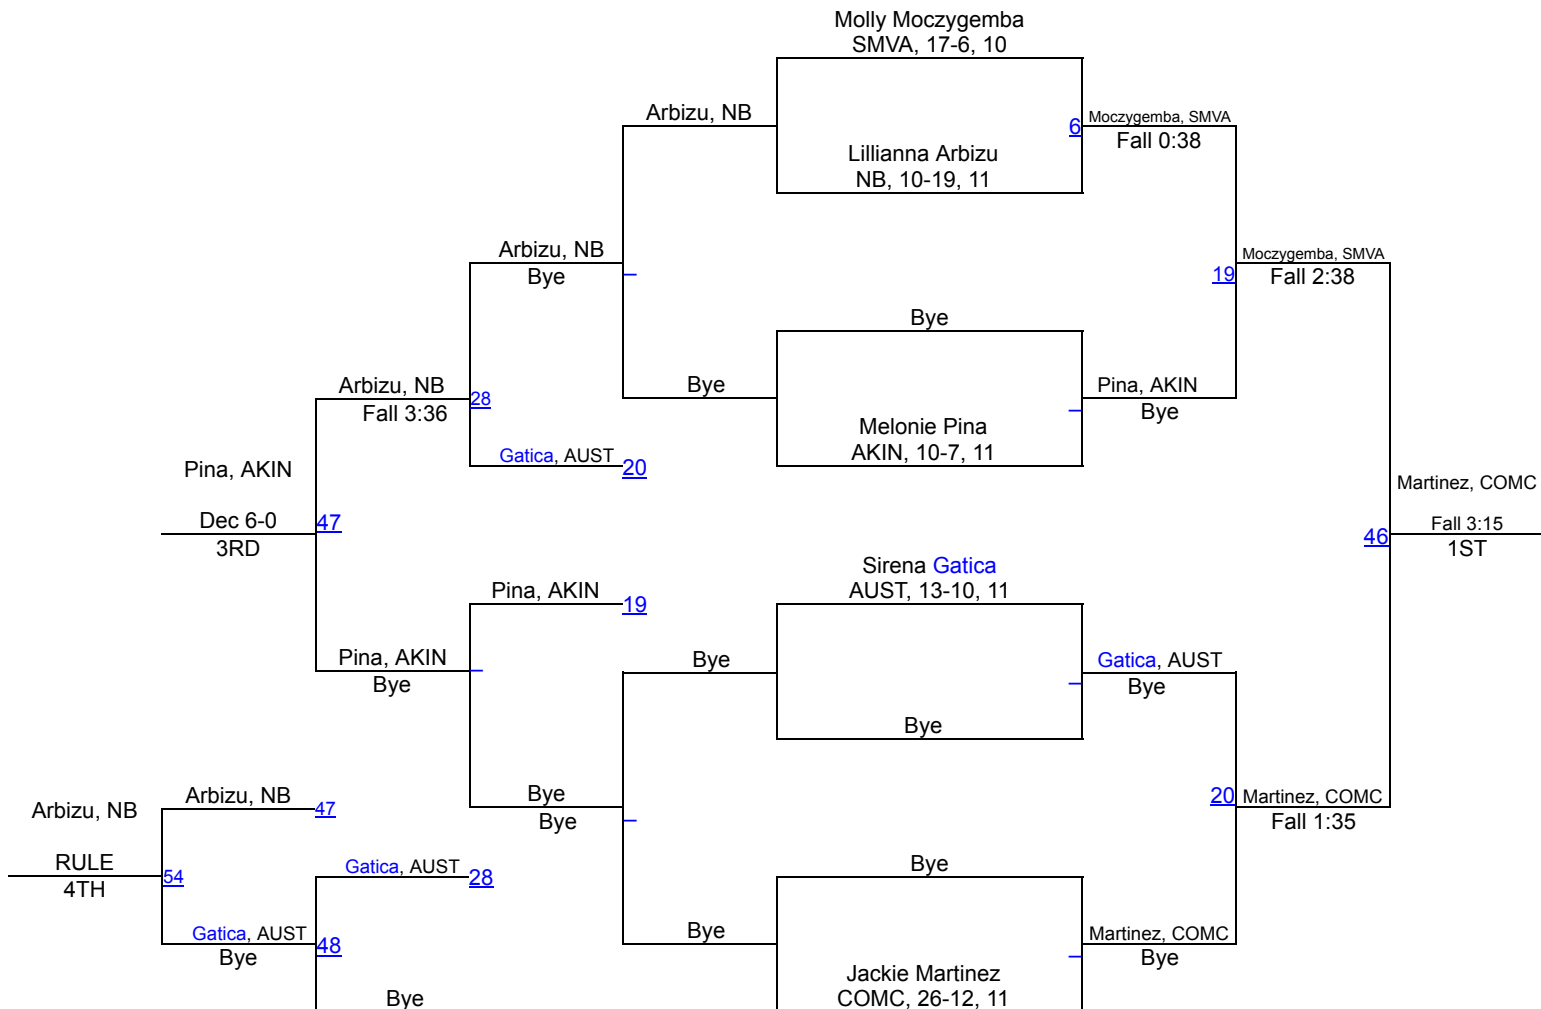 Molly Moczygemba
SMVA, 17-6, 10
Arbizu, NB
6
Moczygemba, SMVA
Fall 0:38
Lillianna Arbizu
NB, 10-19, 11
Arbizu, NB
Bye
19
Moczygemba, SMVA
Fall 2:38
Bye
Arbizu, NB
Fall 3:36
28
Bye
Pina, AKIN
Bye
Melonie Pina
AKIN, 10-7, 11
Gatica, AUST
20
Pina, AKIN
Dec 6-0
3RD
47
Martinez, COMC
Fall 3:15
1ST
46
Sirena Gatica
AUST, 13-10, 11
Pina, AKIN
19
Pina, AKIN
Bye
Bye
Gatica, AUST
Bye
Bye
Arbizu, NB
RULE
4TH
54
Arbizu, NB
47
Bye
Bye
20
Martinez, COMC
Fall 1:35
Gatica, AUST
28
Bye
Gatica, AUST
Bye
48
Bye
Martinez, COMC
Bye
Jackie Martinez
COMC, 26-12, 11
Bye